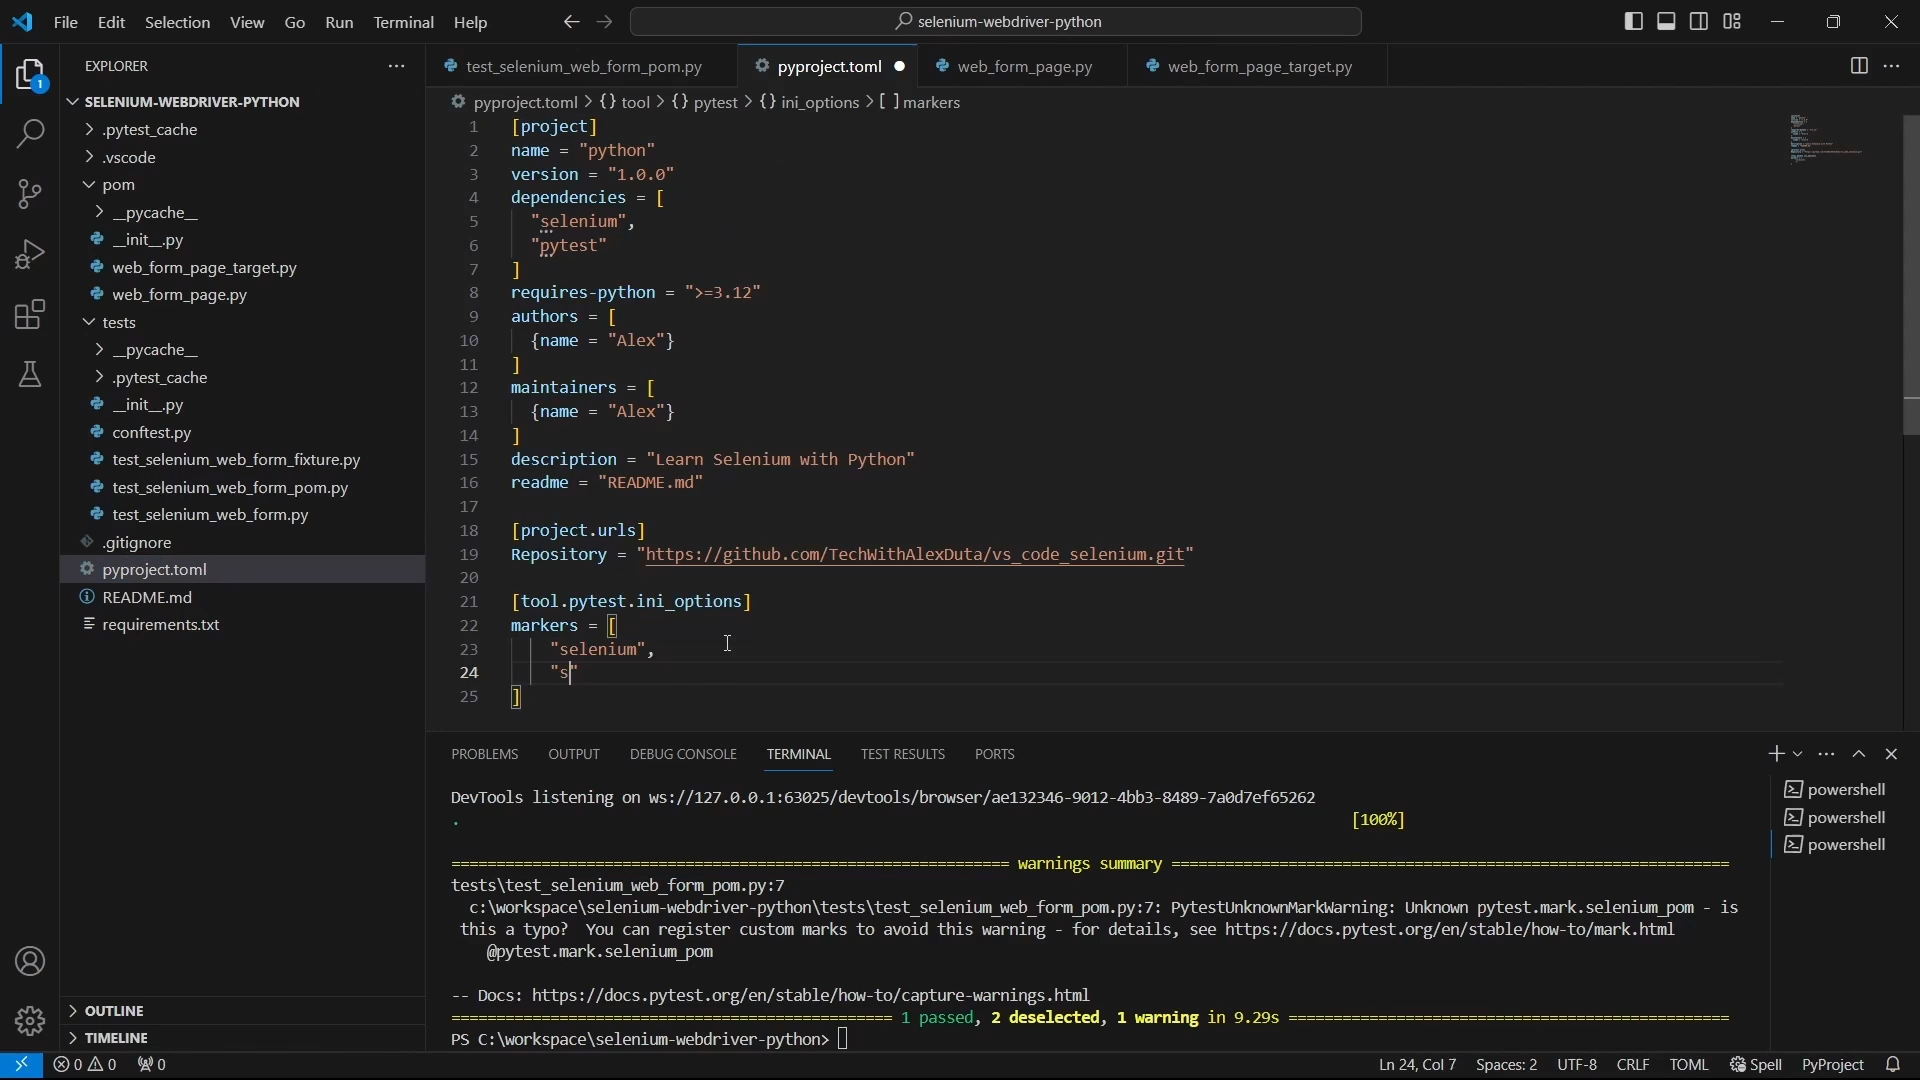 File Edit Selection View Go Run Terminal Help
selenium-webdriver-python
EXPLORER
1
SELENIUM-WEBDRIVER-PYTHON
.pytest_cache
.vscode
pom
__pycache__
__init__.py
web_form_page_target.py
web_form_page.py
tests
__pycache__
.pytest_cache
__init__.py
conftest.py
test_selenium_web_form_fixture.py
test_selenium_web_form_pom.py
test_selenium_web_form.py
.gitignore
pyproject.toml
README.md
requirements.txt
OUTLINE
TIMELINE
test_selenium_web_form_pom.py pyproject.toml web_form_page.py web_form_page_target.py
pyproject.toml > {} tool > {} pytest > {} ini_options > [ ] markers
1 [project]
2 name = "python"
3 version = "1.0.0"
4 dependencies = [
5 "selenium",
6 "pytest"
7 ]
8 requires-python = ">=3.12"
9 authors = [
10 {name = "Alex"}
11 ]
12 maintainers = [
13 {name = "Alex"}
14 ]
15 description = "Learn Selenium with Python"
16 readme = "README.md"
17
18 [project.urls]
19 Repository = "https://github.com/TechWithAlexDuta/vs_code_selenium.git"
20
21 [tool.pytest.ini_options]
22 markers = [
23 "selenium",
24 "s"
25 ]
PROBLEMS OUTPUT DEBUG CONSOLE TERMINAL TEST RESULTS PORTS
DevTools listening on ws://127.0.0.1:63025/devtools/browser/ae132346-9012-4bb3-8489-7a0d7ef65262
. [100%]
============================== warnings summary ==============================
tests\test_selenium_web_form_pom.py:7
c:\workspace\selenium-webdriver-python\tests\test_selenium_web_form_pom.py:7: PytestUnknownMarkWarning: Unknown pytest.mark.selenium_pom - is
this a typo? You can register custom marks to avoid this warning - for details, see https://docs.pytest.org/en/stable/how-to/mark.html
@pytest.mark.selenium_pom
-- Docs: https://docs.pytest.org/en/stable/how-to/capture-warnings.html
============================== 1 passed, 2 deselected, 1 warning in 9.29s ==============================
PS C:\workspace\selenium-webdriver-python>
powershell
powershell
powershell
0 0 0 Ln 24, Col 7 Spaces: 2 UTF-8 CRLF TOML Spell PyProject